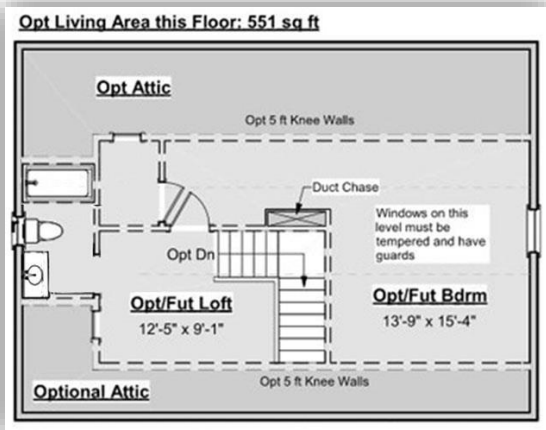 Opt Living Area this Floor: 551 sq ft
Opt Attic
Opt 5 ft Knee Walls
Duct Chase
Windows on this
level must be
tempered and have
guards
Opt Dn
Opt/Fut Loft
12'-5" x 9'-1"
Opt/Fut Bdrm
13'-9" x 15'-4"
Opt 5 ft Knee Walls
Optional Attic